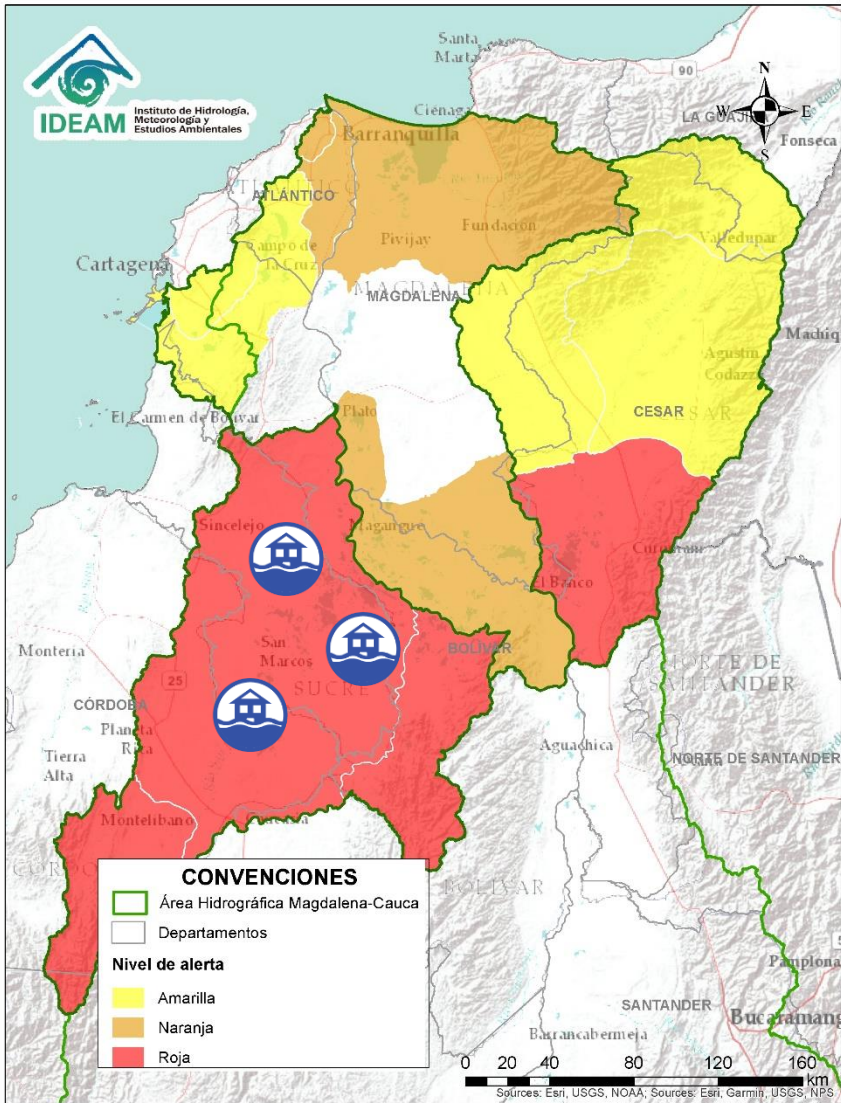 IDEAM
Instituto de Hidrología,
Meteorología y
Estudios Ambientales
Santa
Marta
90
N
W
E
S
LA GUAJI
Ciénaga
Barranquilla
Fonseca
ATLÁNTICO
Valledupar
Pivijay
Fundación
Campo de
la Cruz
Cartagena
MAGDALENA
Agustín
Codazzi
El Carmen de Bolívar
Plato
CESAR
Sincelejo
Magangué
El Banco
San
Marcos
Montería
BOLÍVAR
SUCRE
25
NORTE DE
SANTANDER
CÓRDOBA
Planeta
Rica
Tierra
Alta
Aguachica
NORTE DE SANTANDER
Montelíbano
BOLÍVAR
CONVENCIONES
Área Hidrográfica Magdalena-Cauca
Departamentos
Nivel de alerta
Amarilla
Naranja
Roja
Pamplona
SANTANDER
Bucaramang
Barrancabermeja
0 20 40 80 120 160
km
Sources: Esri, USGS, NOAA; Sources: Esri, Garmin, USGS, NPS